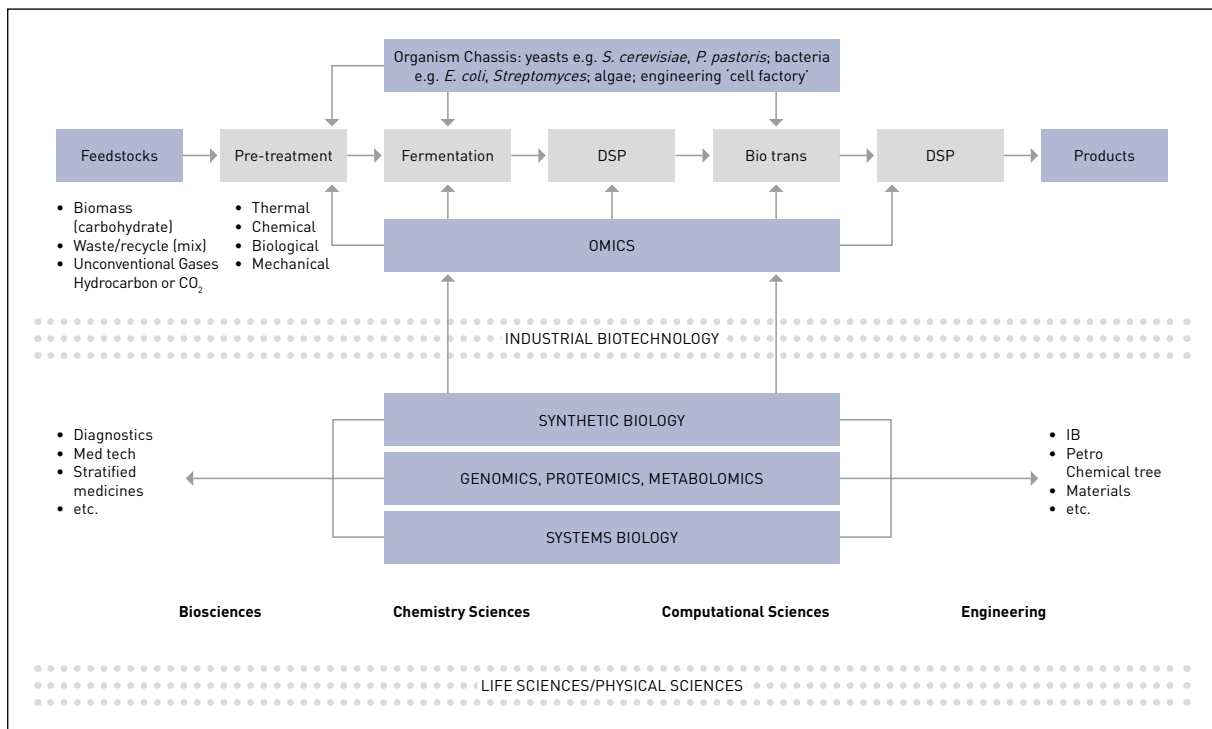 Organism Chassis: yeasts e.g. S. cerevisiae, P. pastoris; bacteria
e.g. E. coli, Streptomyces; algae; engineering ‘cell factory’
Feedstocks
Pre-treatment
Fermentation
DSP
Bio trans
DSP
Products
• Biomass
(carbohydrate)
• Waste/recycle (mix)
• Unconventional Gases
Hydrocarbon or CO₂
• Thermal
• Chemical
• Biological
• Mechanical
OMICS
INDUSTRIAL BIOTECHNOLOGY
• Diagnostics
• Med tech
• Stratified
medicines
• etc.
SYNTHETIC BIOLOGY
GENOMICS, PROTEOMICS, METABOLOMICS
SYSTEMS BIOLOGY
• IB
• Petro
Chemical tree
• Materials
• etc.
Biosciences
Chemistry Sciences
Computational Sciences
Engineering
LIFE SCIENCES/PHYSICAL SCIENCES